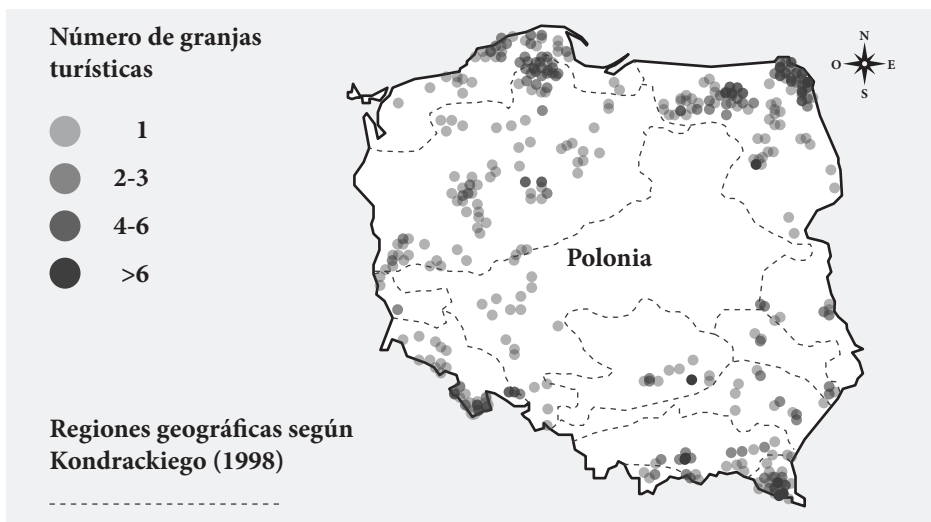 Número de granjas
turísticas
1
2-3
4-6
>6
Regiones geográficas según
Kondrackiego (1998)
Polonia
N
O E
S